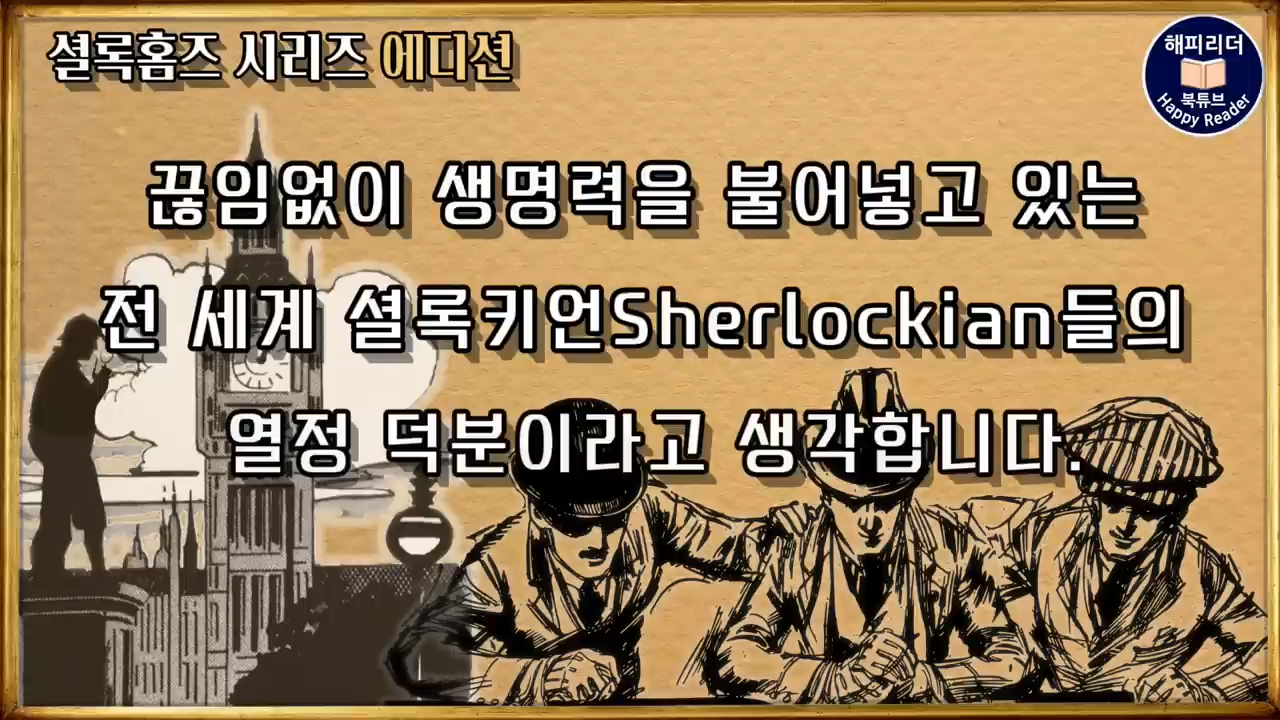 셜록홈즈 시리즈 에디션
해피리더
북튜브
Happy Reader
끊임없이 생명력을 불어넣고 있는
전 세계 셜록키언Sherlockian들의
열정 덕분이라고 생각합니다.